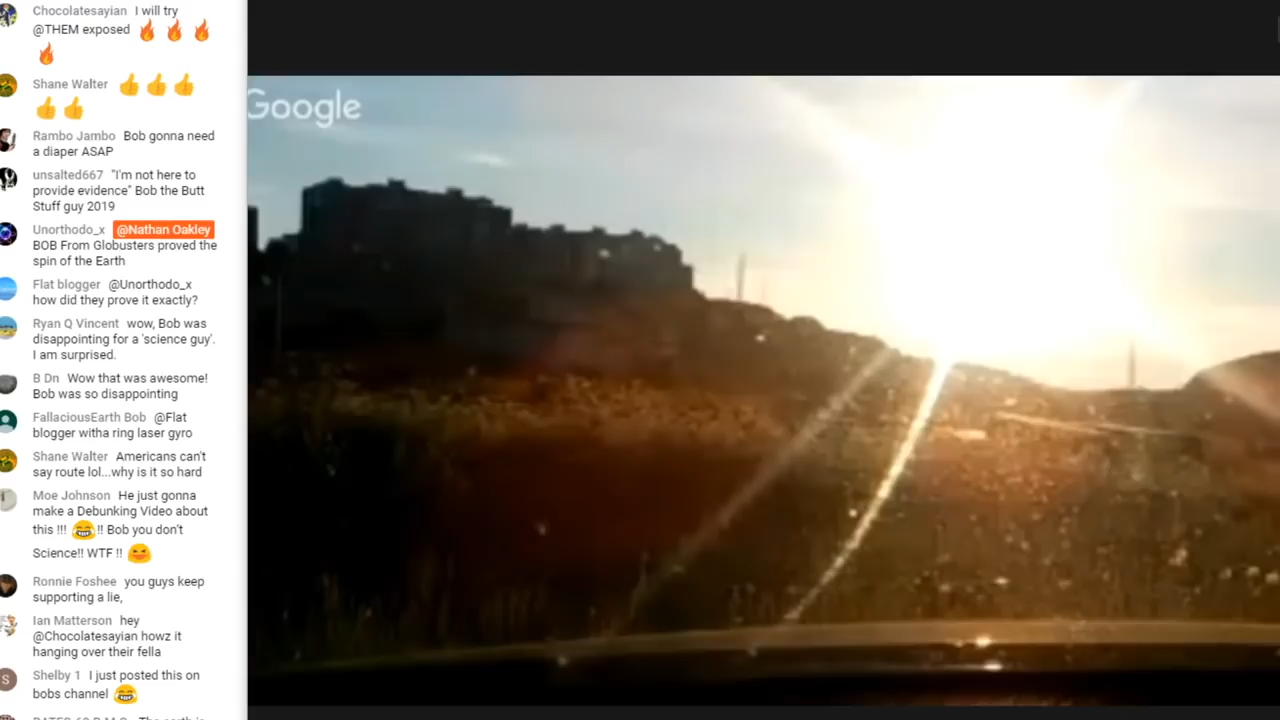 Chocolatesayian I will try
@THEM exposed
Shane Walter
Rambo Jambo Bob gonna need
a diaper ASAP
unsalted667 "I'm not here to
provide evidence" Bob the Butt
Stuff guy 2019
Unorthodo_x @Nathan Oakley
BOB From Globusters proved the
spin of the Earth
Flat blogger @Unorthodo_x
how did they prove it exactly?
Ryan Q Vincent wow, Bob was
disappointing for a 'science guy'.
I am surprised.
B Dn Wow that was awesome!
Bob was so disappointing
FallaciousEarth Bob @Flat
blogger witha ring laser gyro
Shane Walter Americans can't
say route lol...why is it so hard
Moe Johnson He just gonna
make a Debunking Video about
this !!! !! Bob you don't
Science!! WTF !!
Ronnie Foshee you guys keep
supporting a lie,
Ian Matterson hey
@Chocolatesayian howz it
hanging over their fella
S
Shelby 1 I just posted this on
bobs channel
Google